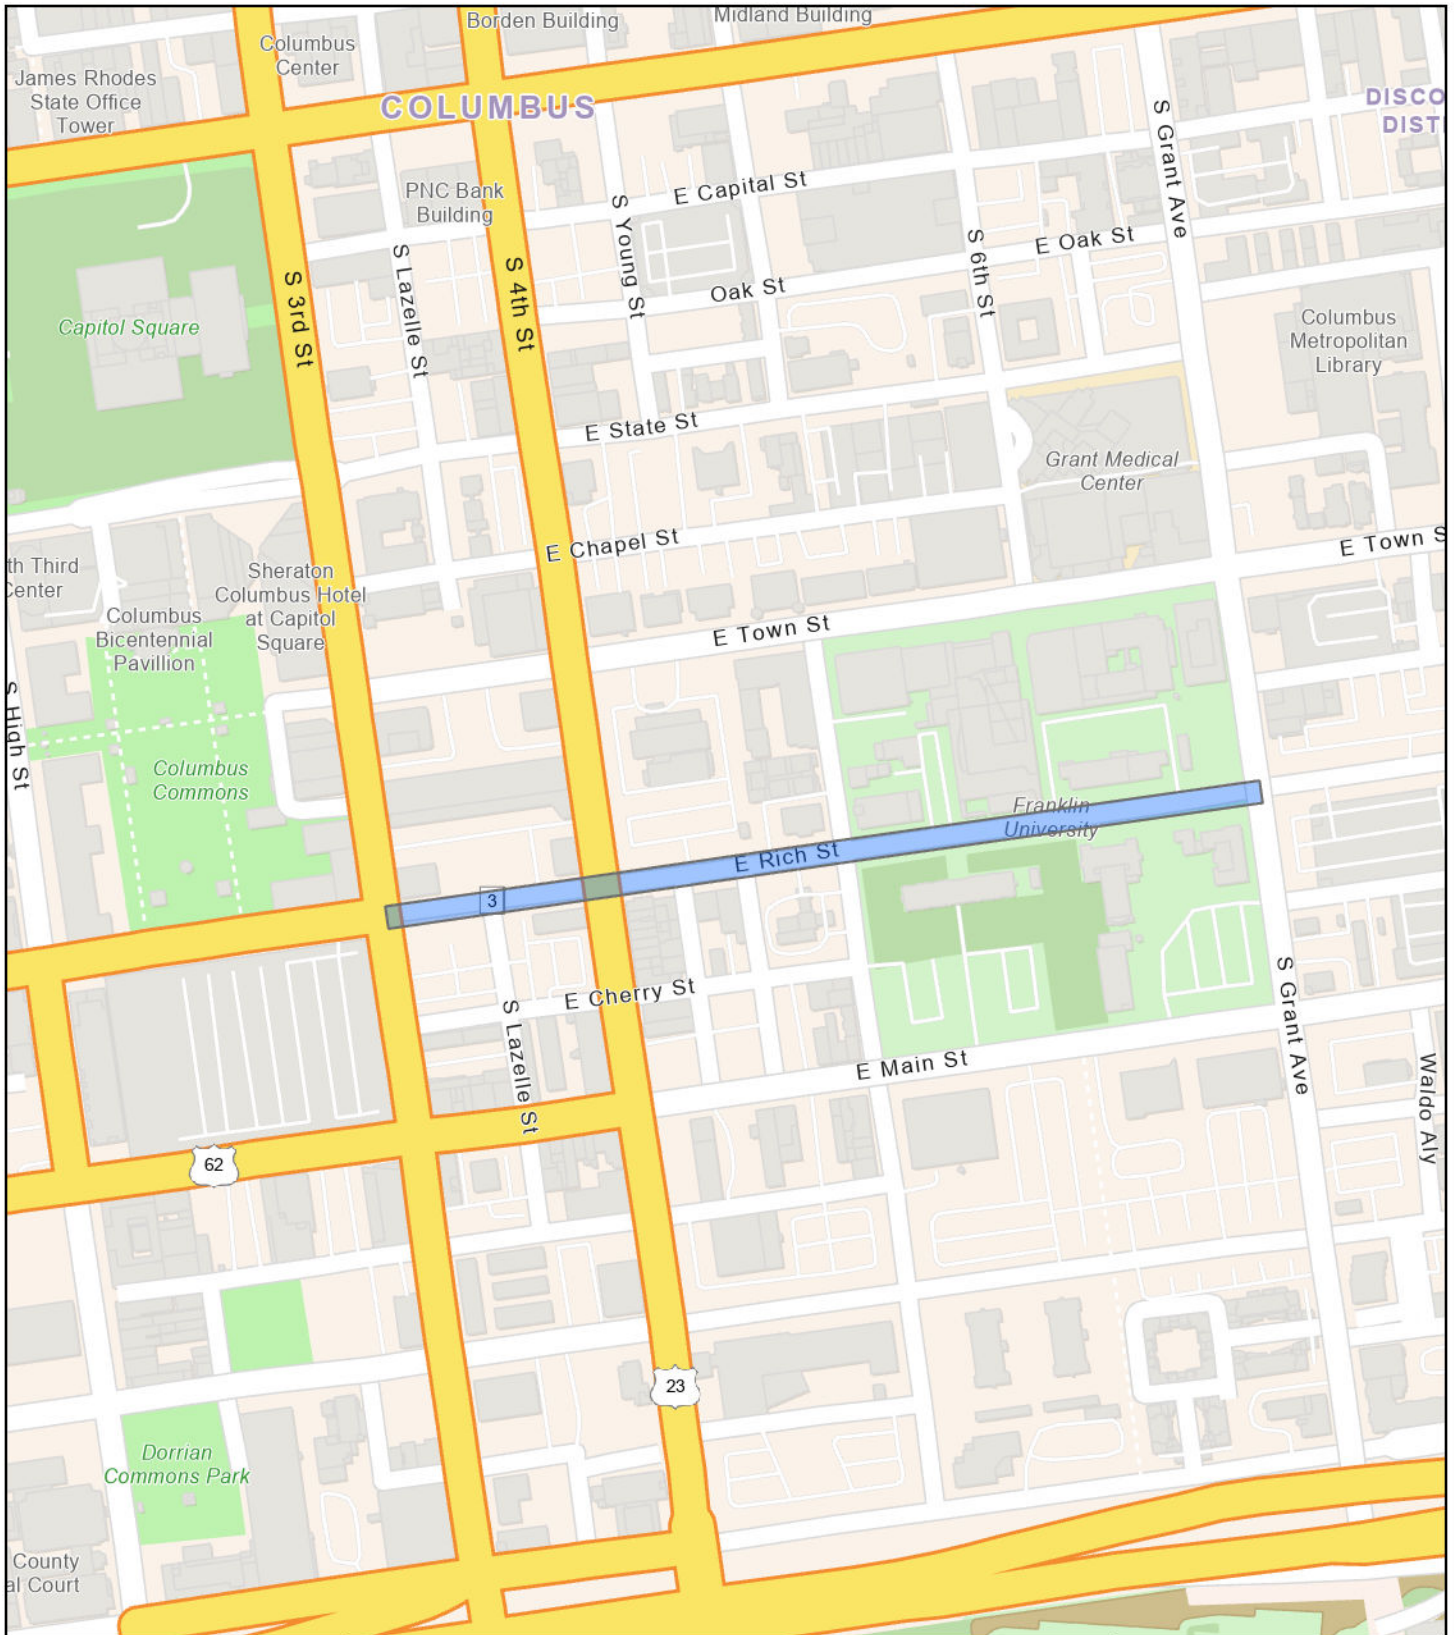 Borden Building
Midland Building
Columbus
Center
James Rhodes
State Office
Tower
COLUMBUS
DISCO
DIST
S Grant Ave
PNC Bank
Building
E Capital St
S Young St
S 6th St
E Oak St
S Lazelle St
S 4th St
S 3rd St
Oak St
Capitol Square
Columbus
Metropolitan
Library
E State St
Grant Medical
Center
E Chapel St
E Town S
th Third
Center
Sheraton
Columbus Hotel
at Capitol
Square
Columbus
Bicentennial
Pavillion
E Town St
S High St
Columbus
Commons
Franklin
University
E Rich St
3
E Cherry St
S Lazelle St
S Grant Ave
E Main St
Waldo Aly
62
23
Dorrian
Commons Park
County
al Court